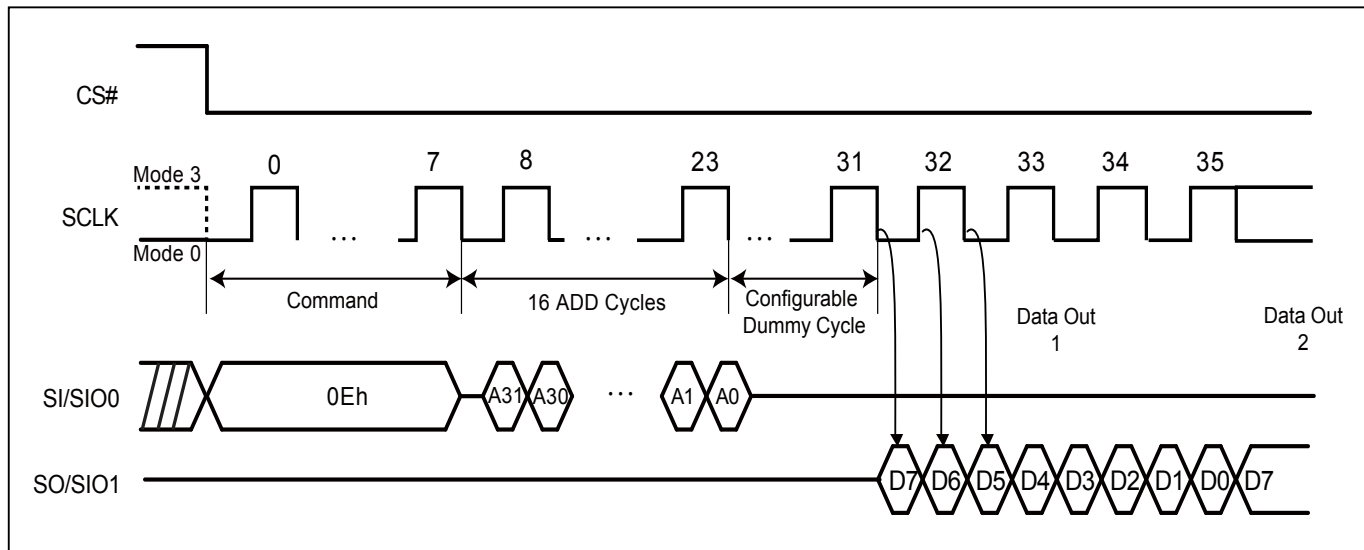 CS#
0 7 8 23 31 32 33 34 35
Mode 3
SCLK
... ... ...
Mode 0
Command
16 ADD Cycles
Configurable
Dummy Cycle
Data Out
1
Data Out
2
SI/SIO0
0Eh
A31 A30 ... A1 A0
SO/SIO1
D7 D6 D5 D4 D3 D2 D1 D0 D7